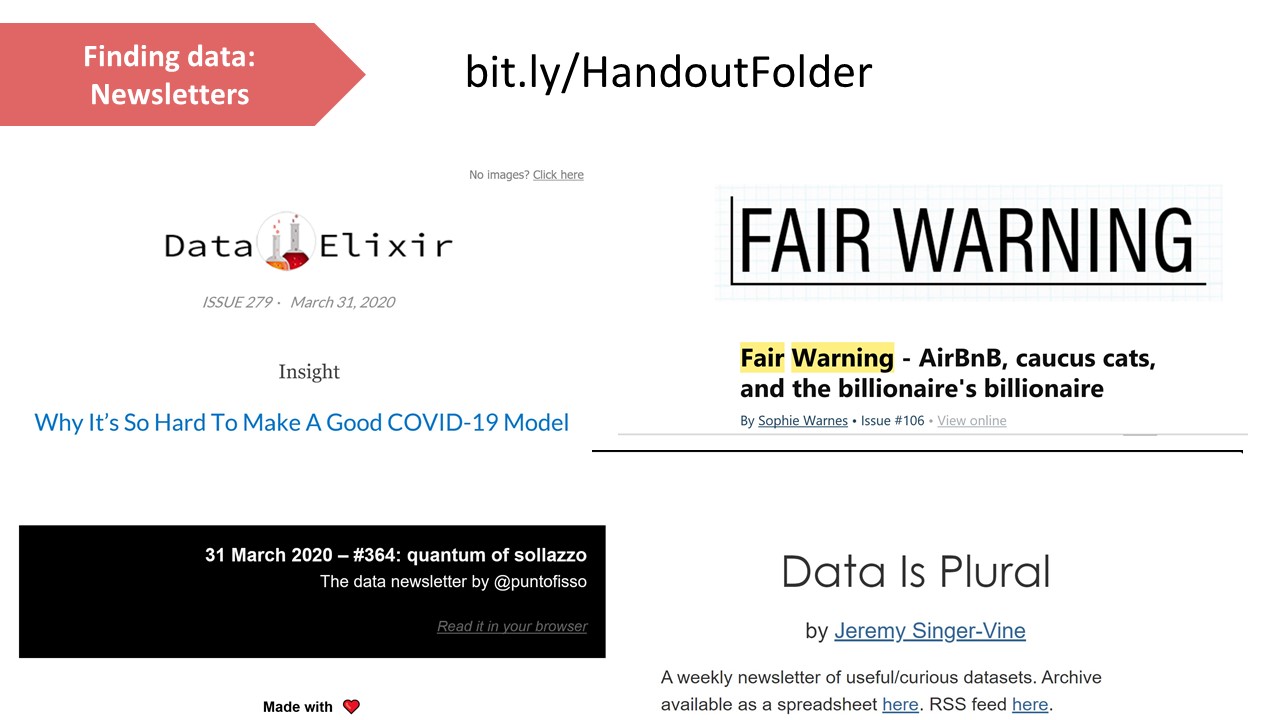 Finding data:
Newsletters
bit.ly/HandoutFolder
No images? Click here
Data Elixir
ISSUE 279 · March 31, 2020
Insight
Why It’s So Hard To Make A Good COVID-19 Model
FAIR WARNING
Fair Warning - AirBnB, caucus cats,
and the billionaire's billionaire
By Sophie Warnes • Issue #106 • View online
31 March 2020 – #364: quantum of sollazzo
The data newsletter by @puntofisso
Read it in your browser
Made with
Data Is Plural
by Jeremy Singer-Vine
A weekly newsletter of useful/curious datasets. Archive
available as a spreadsheet here. RSS feed here.